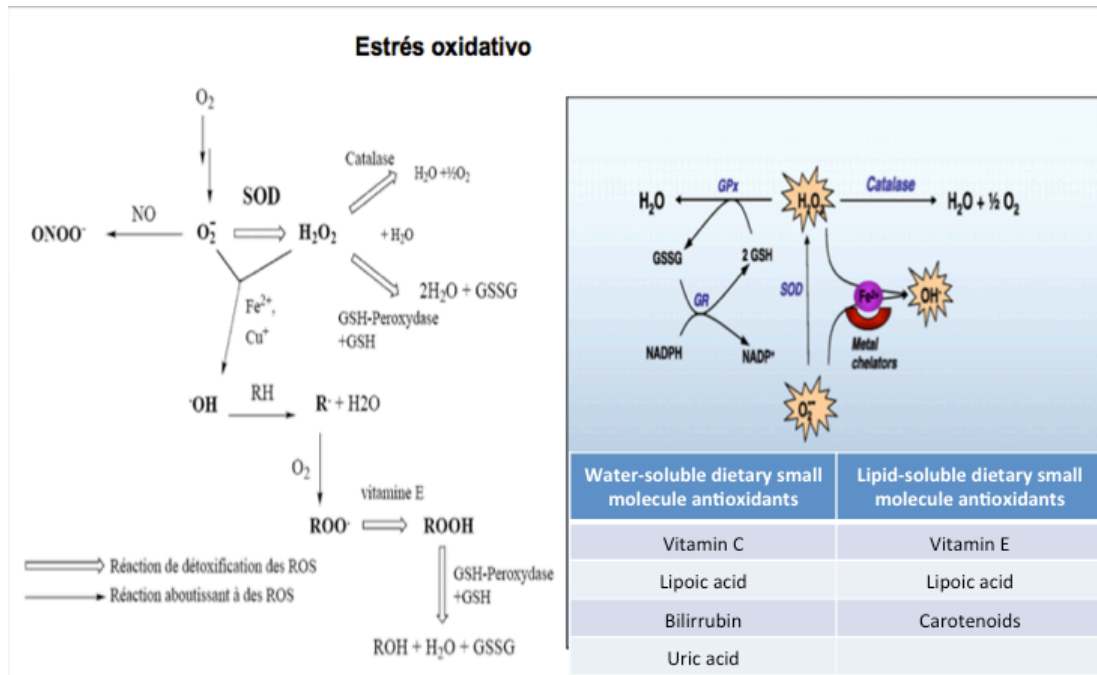 Estrés oxidativo
O₂
SOD
NO
ONOO⁻
O₂⁻
H₂O₂
Catalase
H₂O +½O₂
+ H₂O
2H₂O + GSSG
GSH-Peroxydase
+GSH
Fe²⁺,
Cu⁺
·OH
RH
R· + H2O
O₂
vitamine E
ROO·
ROOH
GSH-Peroxydase
+GSH
ROH + H₂O + GSSG
Réaction de détoxification des ROS
Réaction aboutissant à des ROS
H₂O
GPx
H₂O₂
Catalase
H₂O + ½ O₂
GSSG
2 GSH
GR
SOD
NADPH
NADP⁺
Fe²⁺
OH
Metal
chelators
O₂⁻
Water-soluble dietary small
molecule antioxidants
Lipid-soluble dietary small
molecule antioxidants
Vitamin C
Vitamin E
Lipoic acid
Lipoic acid
Bilirrubin
Carotenoids
Uric acid